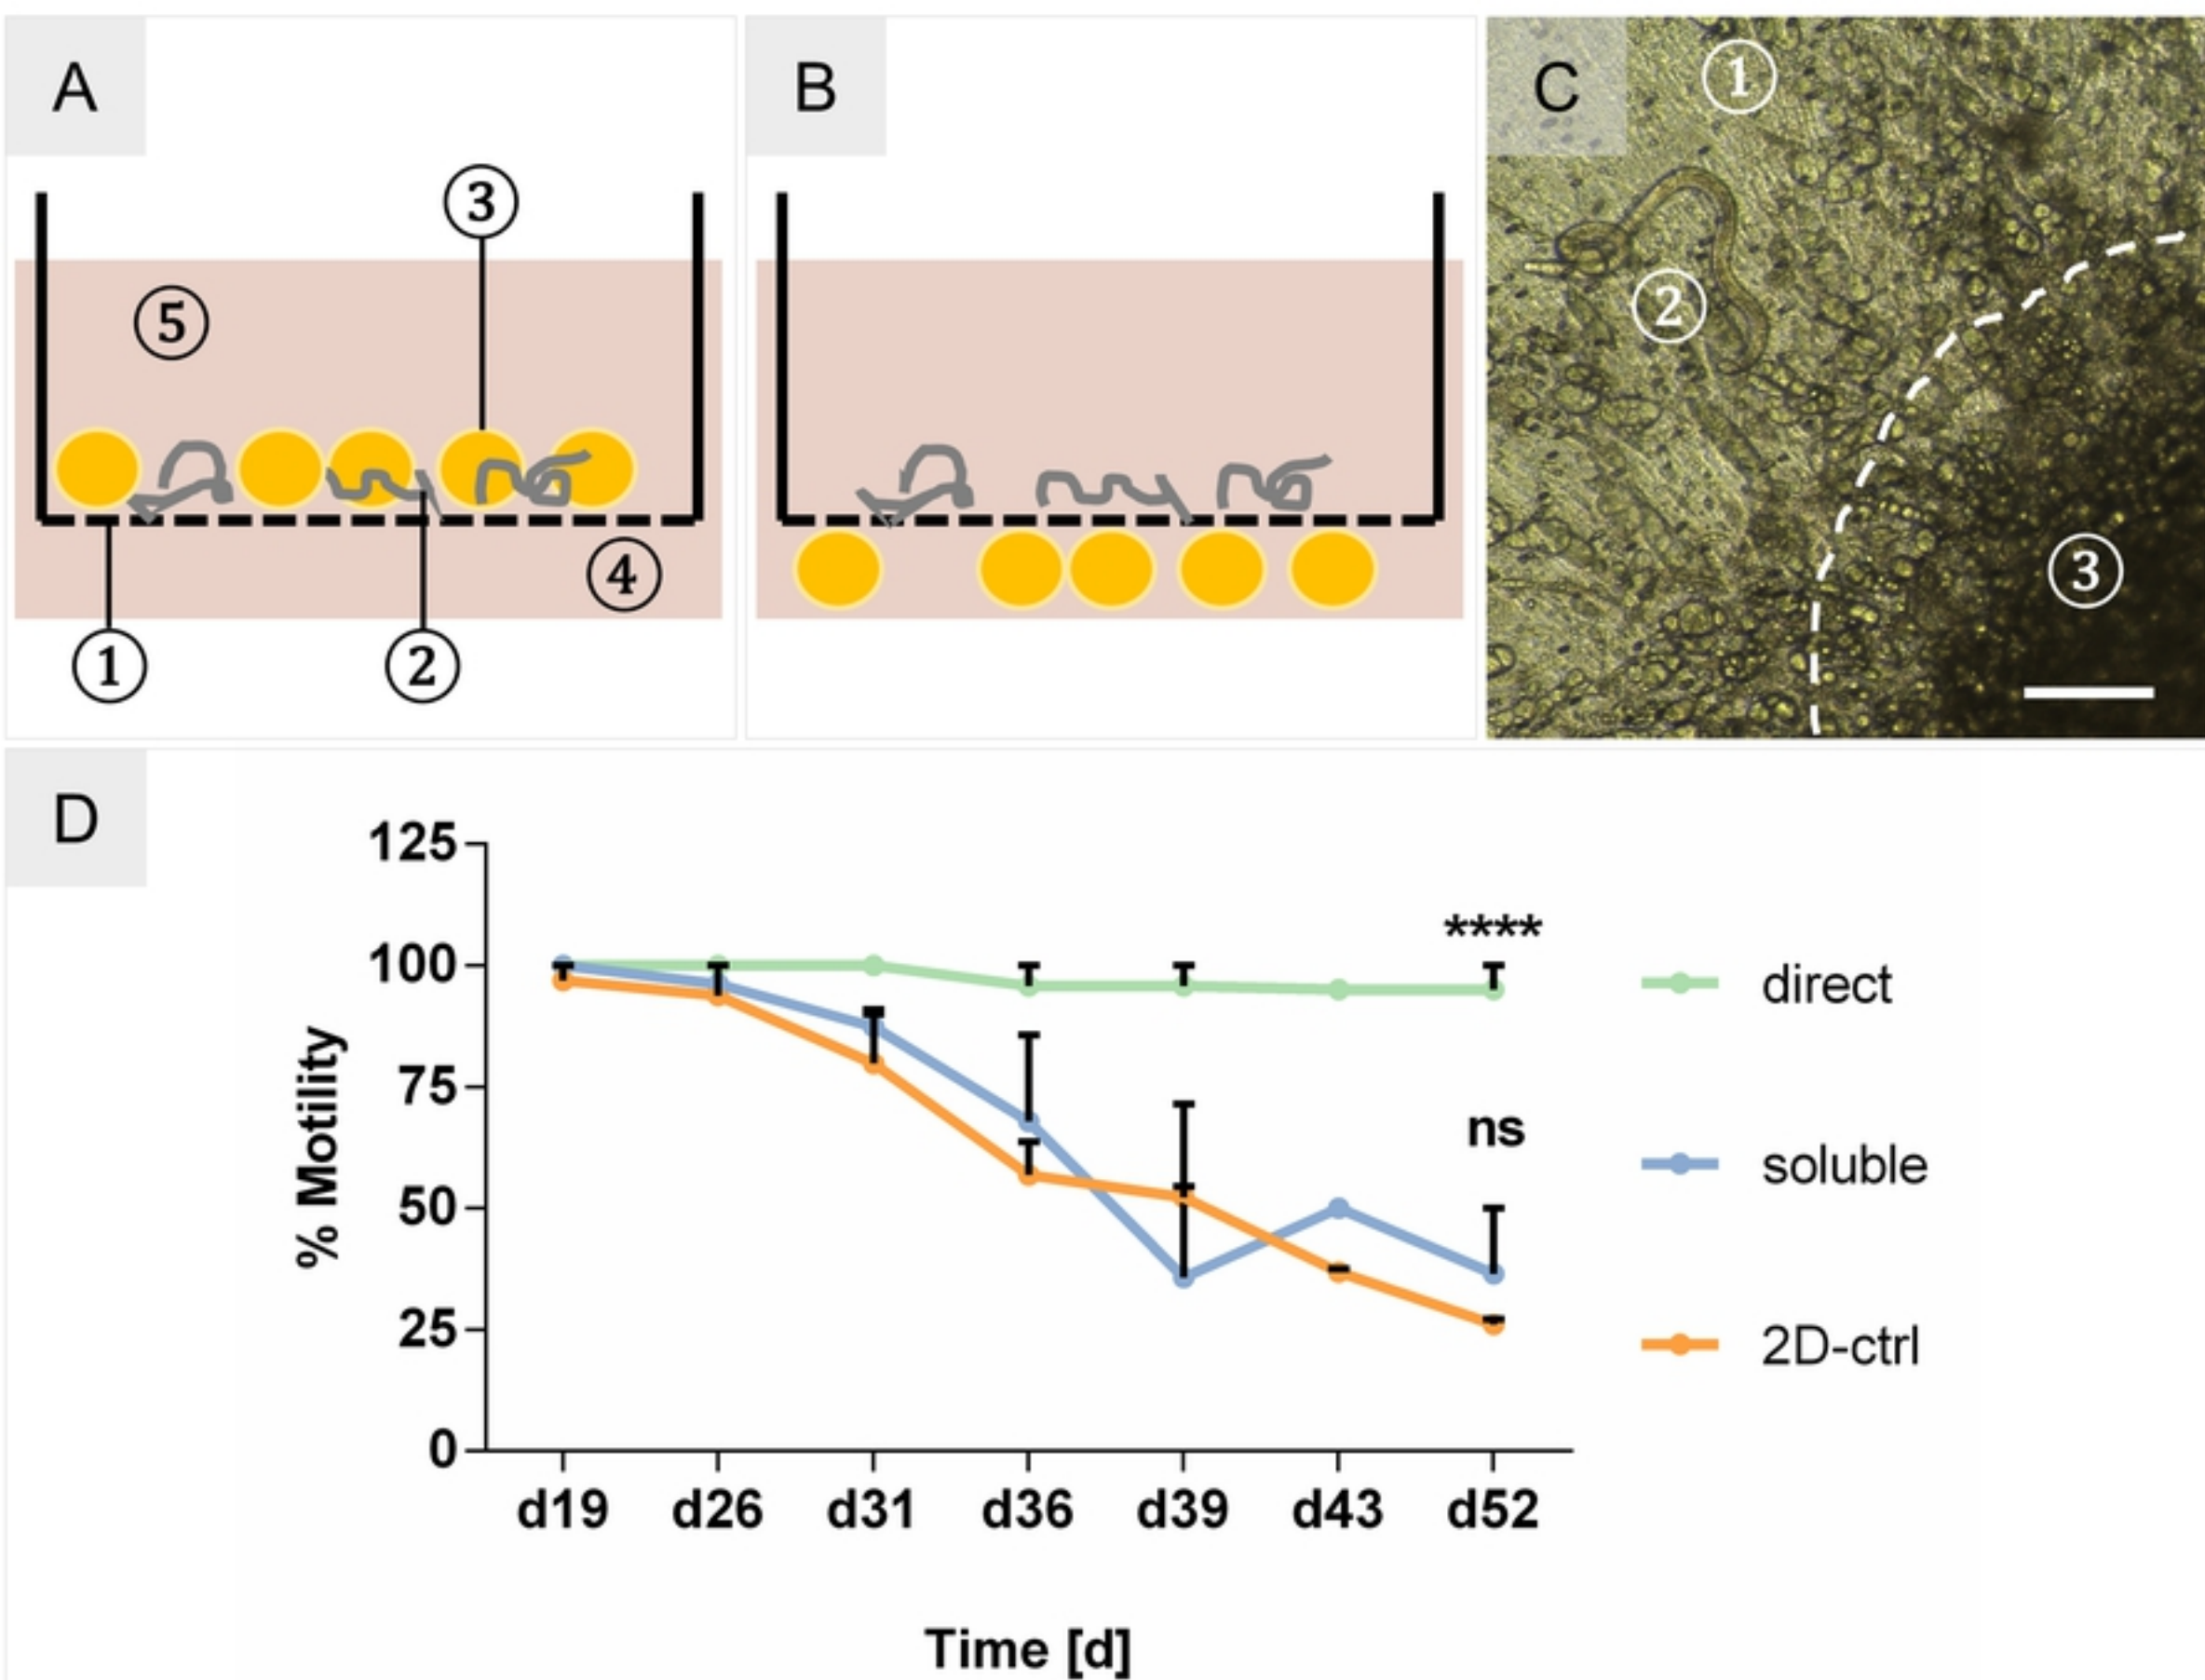 A
B
C
①
③
⑤
②
④
③
①
②
D
125
100
75
50
25
0
% Motility
****
ns
direct
soluble
2D-ctrl
d19 d26 d31 d36 d39 d43 d52
Time [d]